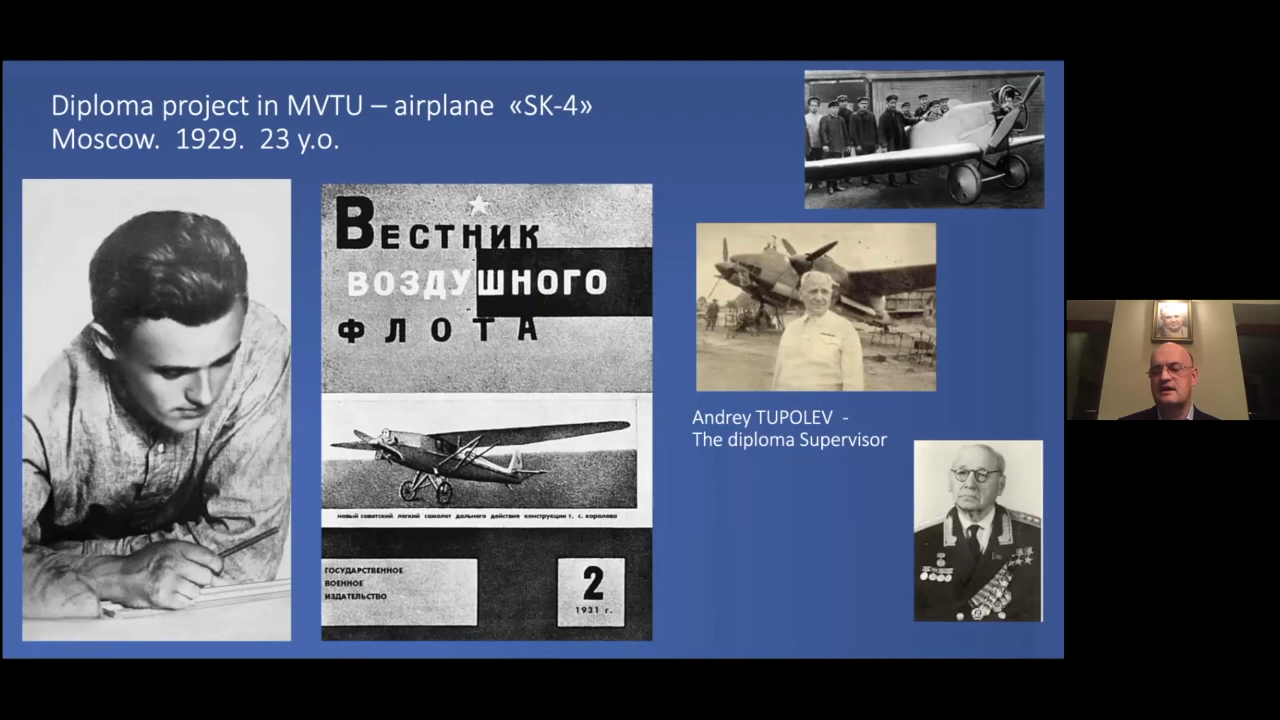 Diploma project in MVTU – airplane «SK-4»
Moscow. 1929. 23 y.o.
Вестник
воздушного
флота
новый советский легкий самолет дальнего действия конструкции т. с. королева
ГОСУДАРСТВЕННОЕ
ВОЕННОЕ
ИЗДАТЕЛЬСТВО
2
1931 г.
Andrey TUPOLEV -
The diploma Supervisor